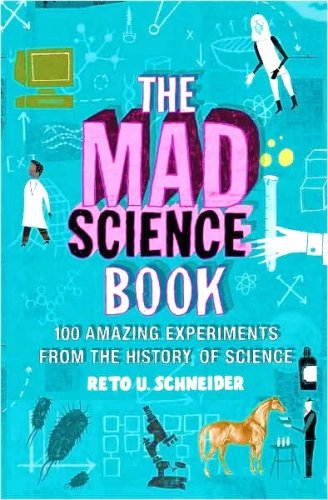 THE
MAD
SCIENCE
BOOK
100 AMAZING EXPERIMENTS
FROM THE HISTORY OF SCIENCE
RETO U. SCHNEIDER